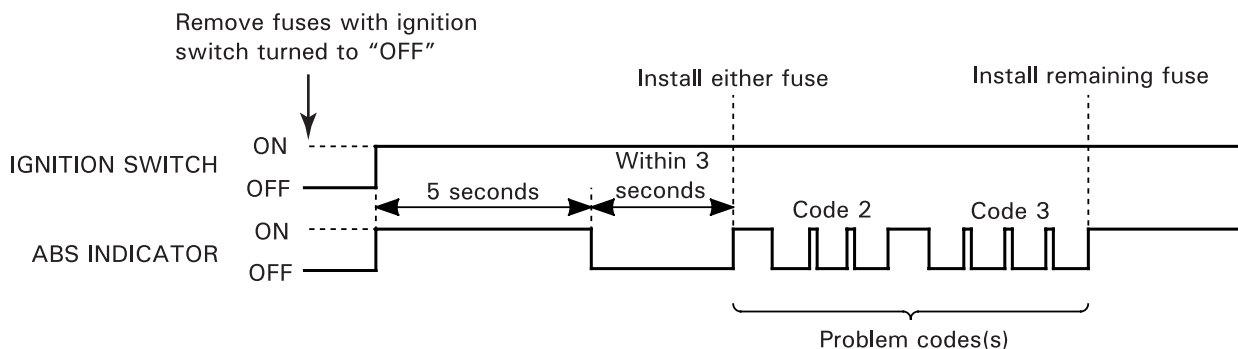 Remove fuses with ignition
switch turned to “OFF”
Install either fuse
Install remaining fuse
IGNITION SWITCH
ON
OFF
5 seconds
Within 3
seconds
Code 2
Code 3
ABS INDICATOR
ON
OFF
Problem codes(s)